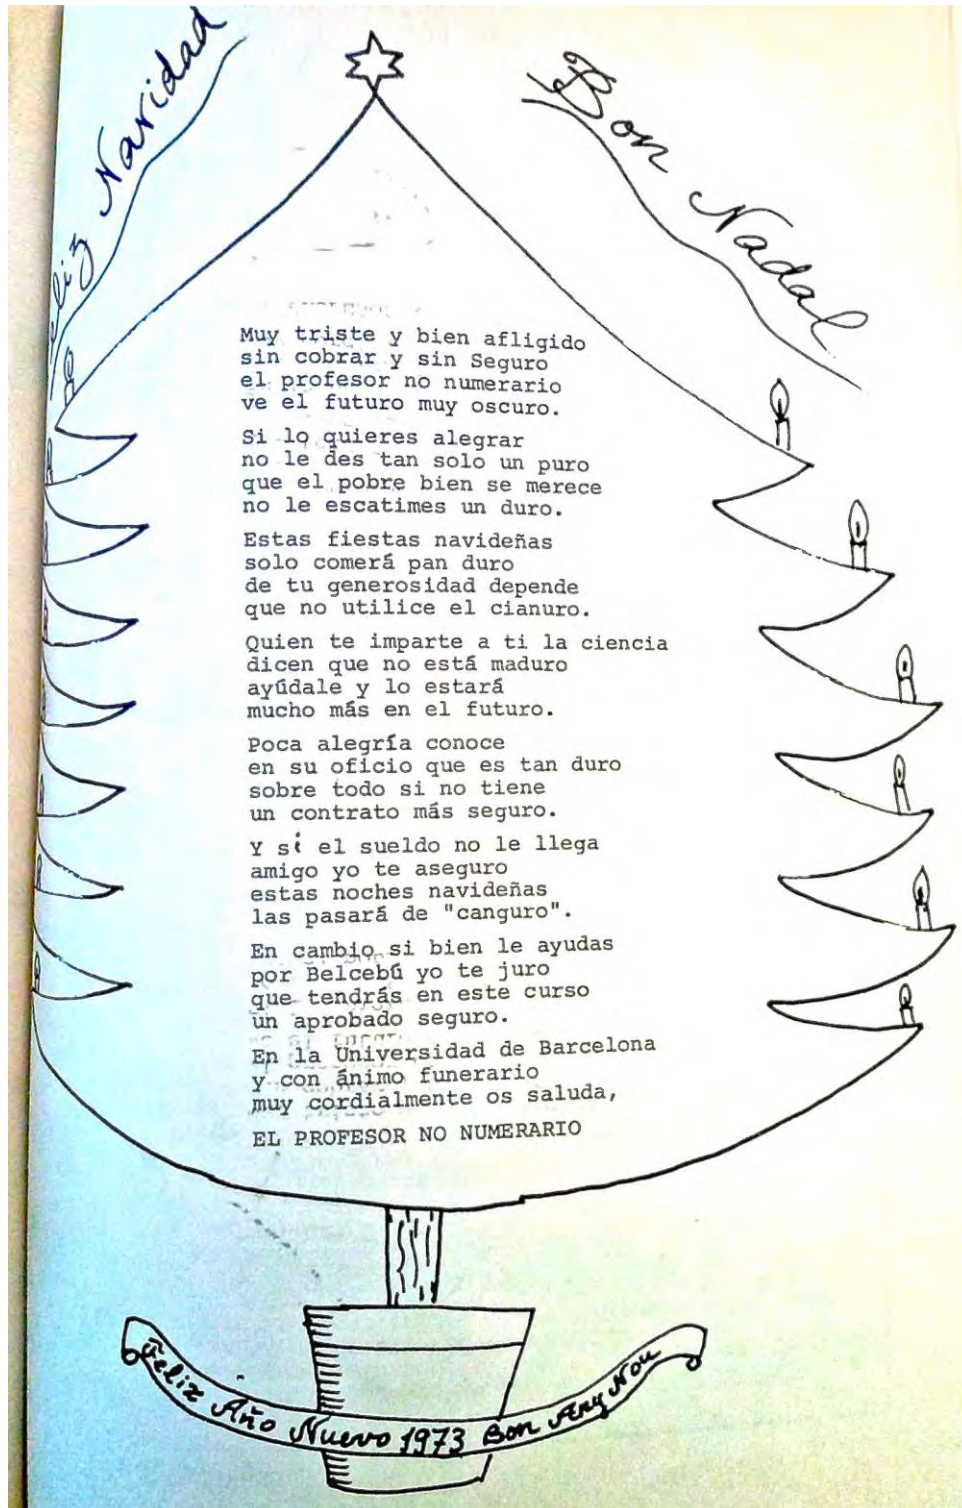 Feliz Navidad
Bon Nadal
Muy triste y bien afligido
sin cobrar y sin Seguro
el profesor no numerario
ve el futuro muy oscuro.
Si lo quieres alegrar
no le des tan solo un puro
que el pobre bien se merece
no le escatimes un duro.
Estas fiestas navideñas
solo comerá pan duro
de tu generosidad depende
que no utilice el cianuro.
Quien te imparte a ti la ciencia
dicen que no está maduro
ayúdale y lo estará
mucho más en el futuro.
Poca alegría conoce
en su oficio que es tan duro
sobre todo si no tiene
un contrato más seguro.
Y si el sueldo no le llega
amigo yo te aseguro
estas noches navideñas
las pasará de "canguro".
En cambio si bien le ayudas
por Belcebú yo te juro
que tendrás en este curso
un aprobado seguro.
En la Universidad de Barcelona
y con ánimo funerario
muy cordialmente os saluda,
EL PROFESOR NO NUMERARIO
Feliz Año Nuevo 1973 Bon Any Nou